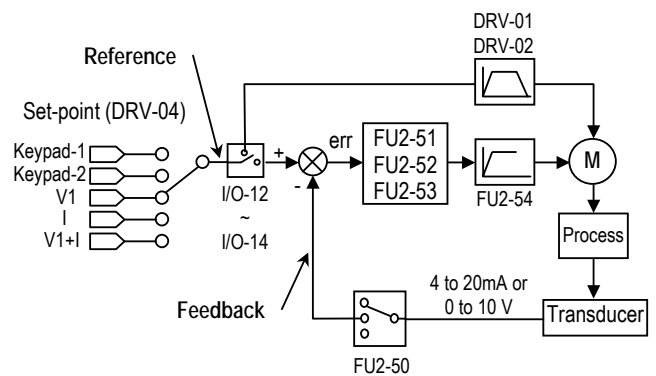 DRV-01
DRV-02
Reference
Set-point (DRV-04)
Keypad-1
Keypad-2
V1
I
V1+I
I/O-12
~
I/O-14
+
-
err
FU2-51
FU2-52
FU2-53
FU2-54
M
Process
Transducer
4 to 20mA or
0 to 10 V
Feedback
FU2-50